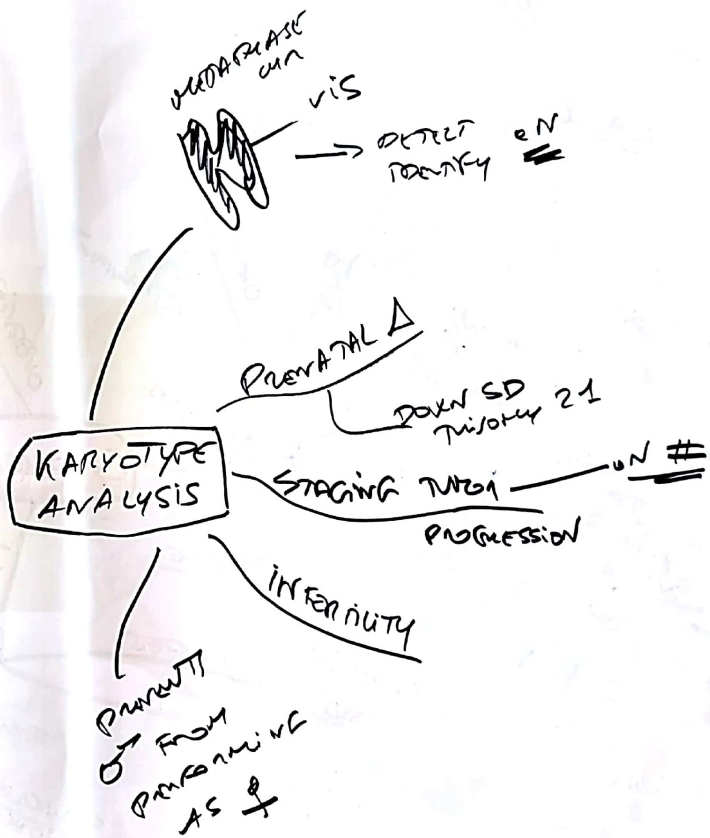 METAPHASE
CHR
VIS
DETECT
IDENTIFY
PRENATAL Δ
DOWN SD
TRISOMY 21
KARYOTYPE
ANALYSIS
STAGING TUMOR
#
PROGRESSION
INFERTILITY
PREVENT
♂ FROM
PERFORMING
AS ♀